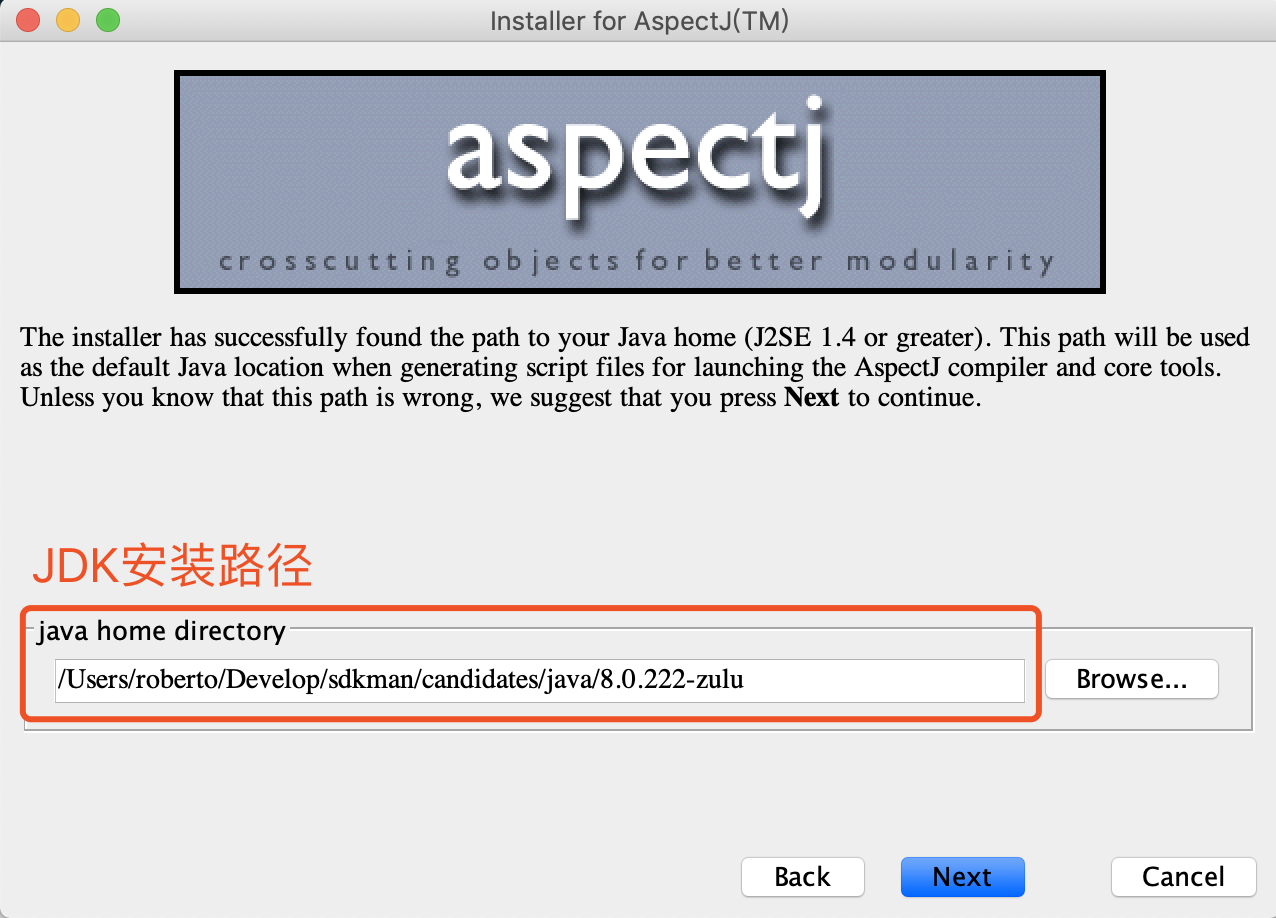 Installer for AspectJ(TM)
aspectj
crosscutting objects for better modularity
The installer has successfully found the path to your Java home (J2SE 1.4 or greater). This path will be used
as the default Java location when generating script files for launching the AspectJ compiler and core tools.
Unless you know that this path is wrong, we suggest that you press Next to continue.
JDK安装路径
java home directory
/Users/roberto/Develop/sdkman/candidates/java/8.0.222-zulu
Browse...
Back
Next
Cancel